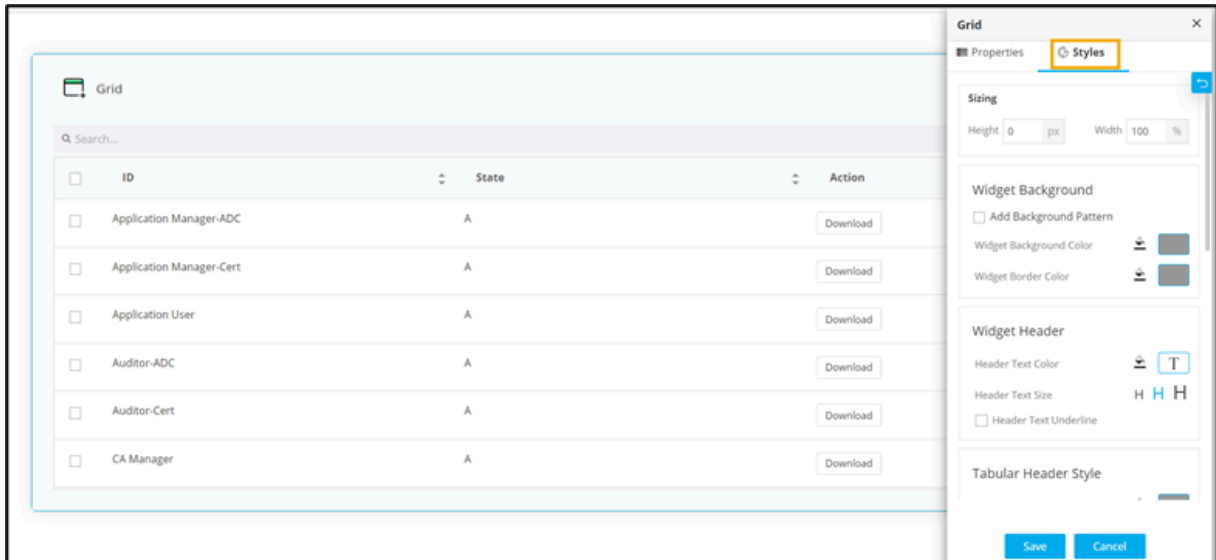 Grid
Search...
ID State Action
Application Manager-ADC A Download
Application Manager-Cert A Download
Application User A Download
Auditor-ADC A Download
Auditor-Cert A Download
CA Manager A Download
Grid ×
Properties Styles
Sizing
Height 0 px Width 100 %
Widget Background
Add Background Pattern
Widget Background Color
Widget Border Color
Widget Header
Header Text Color T
Header Text Size H H H
Header Text Underline
Tabular Header Style
Save Cancel